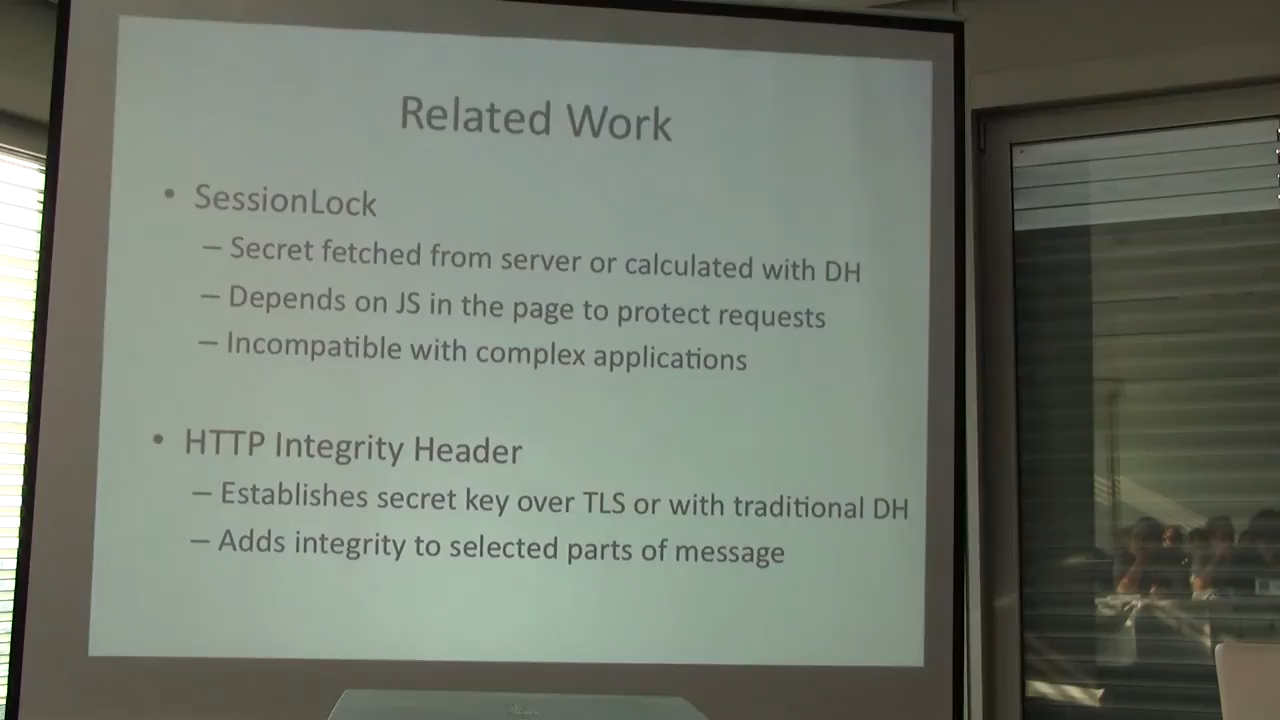 Related Work
• SessionLock
– Secret fetched from server or calculated with DH
– Depends on JS in the page to protect requests
– Incompatible with complex applications
• HTTP Integrity Header
– Establishes secret key over TLS or with traditional DH
– Adds integrity to selected parts of message